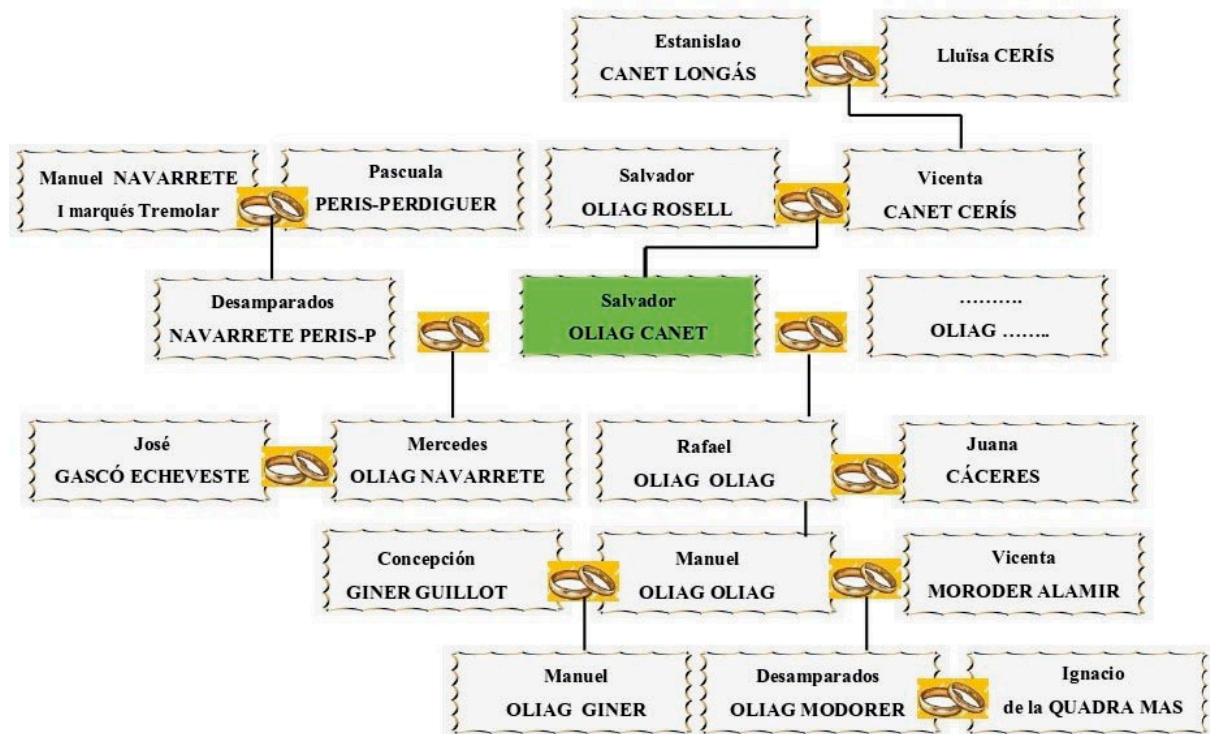 Estanislao
CANET LONGÁS
Lluïsa CERÍS
Manuel NAVARRETE
I marqués Tremolar
Pascuala
PERIS-PERDIGUER
Salvador
OLIAG ROSELL
Vicenta
CANET CERÍS
Desamparados
NAVARRETE PERIS-P
Salvador
OLIAG CANET
……….
OLIAG ……..
José
GASCÓ ECHEVESTE
Mercedes
OLIAG NAVARRETE
Rafael
OLIAG OLIAG
Juana
CÁCERES
Concepción
GINER GUILLOT
Manuel
OLIAG OLIAG
Vicenta
MORODER ALAMIR
Manuel
OLIAG GINER
Desamparados
OLIAG MODORER
Ignacio
de la QUADRA MAS